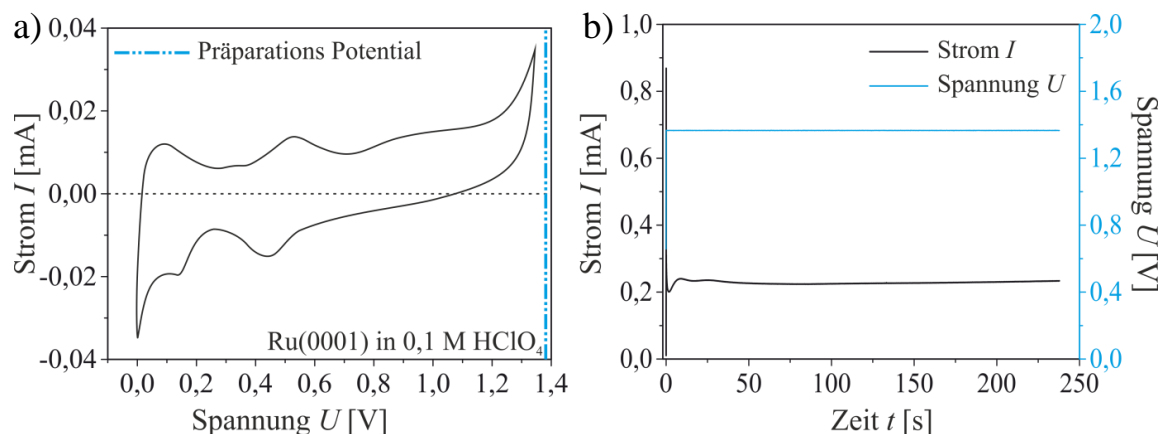 a)
0,04
0,02
0,00
-0,02
-0,04
Strom I [mA]
Präparations Potential
Ru(0001) in 0,1 M HClO₄
0,0 0,2 0,4 0,6 0,8 1,0 1,2 1,4
Spannung U [V]
b)
1,0
0,8
0,6
0,4
0,2
0,0
Strom I [mA]
Strom I
Spannung U
2,0
1,6
1,2
0,8
0,4
0,0
Spannung U [V]
0 50 100 150 200 250
Zeit t [s]